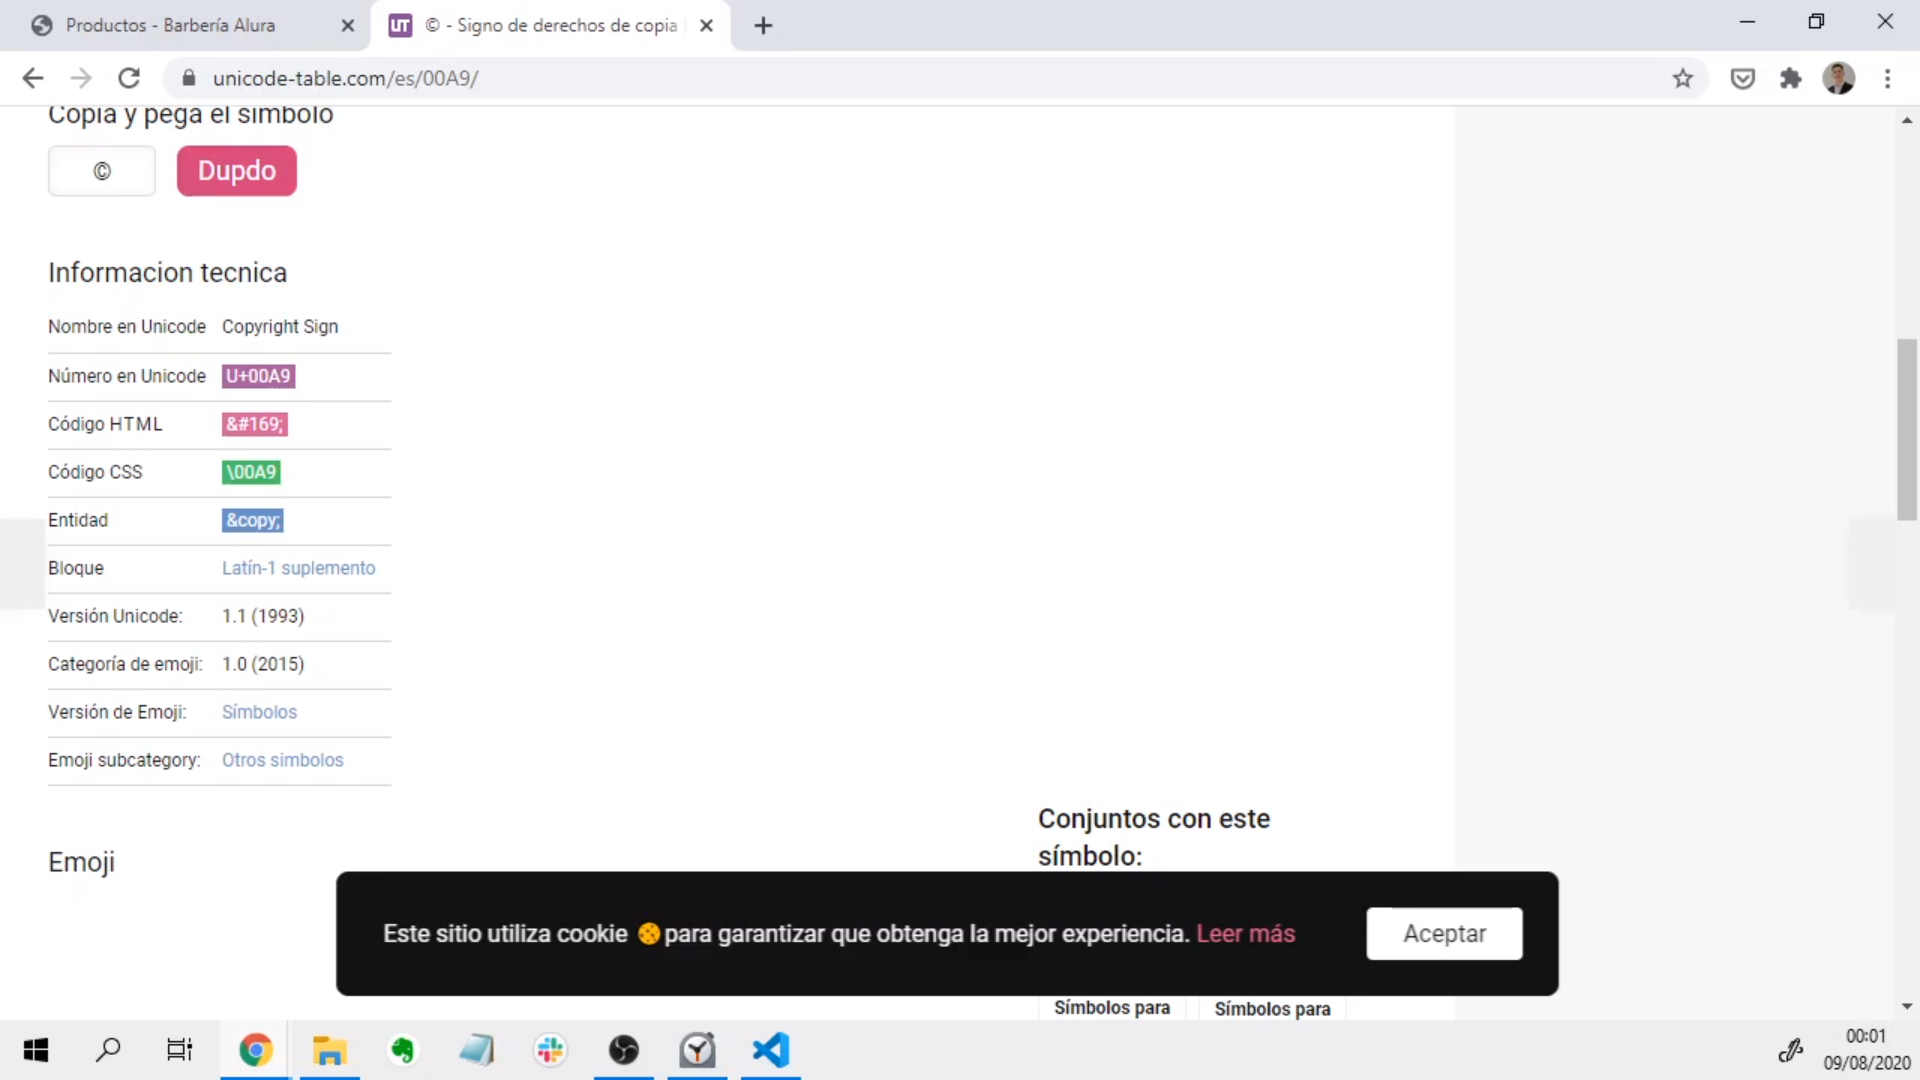 Productos - Barbería Alura
UT © - Signo de derechos de copia
unicode-table.com/es/00A9/
Copia y pega el símbolo
©
Dupdo
Informacion tecnica
Nombre en Unicode Copyright Sign
Número en Unicode U+00A9
Código HTML &#169;
Código CSS \00A9
Entidad &copy;
Bloque Latín-1 suplemento
Versión Unicode: 1.1 (1993)
Categoría de emoji: 1.0 (2015)
Versión de Emoji: Símbolos
Emoji subcategory: Otros simbolos
Emoji
Conjuntos con este
símbolo:
Este sitio utiliza cookie 🍪 para garantizar que obtenga la mejor experiencia. Leer más
Aceptar
Símbolos para
Símbolos para
00:01
09/08/2020